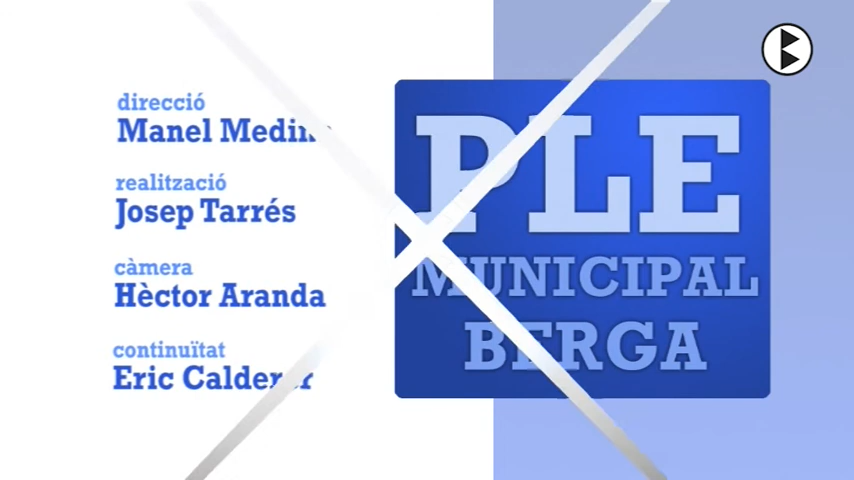 direcció
Manel
realització
Josep Tarrés
càmera
Hèctor Aranda
continuïtat
Eric
PLE
MUNICIPAL
BERGA